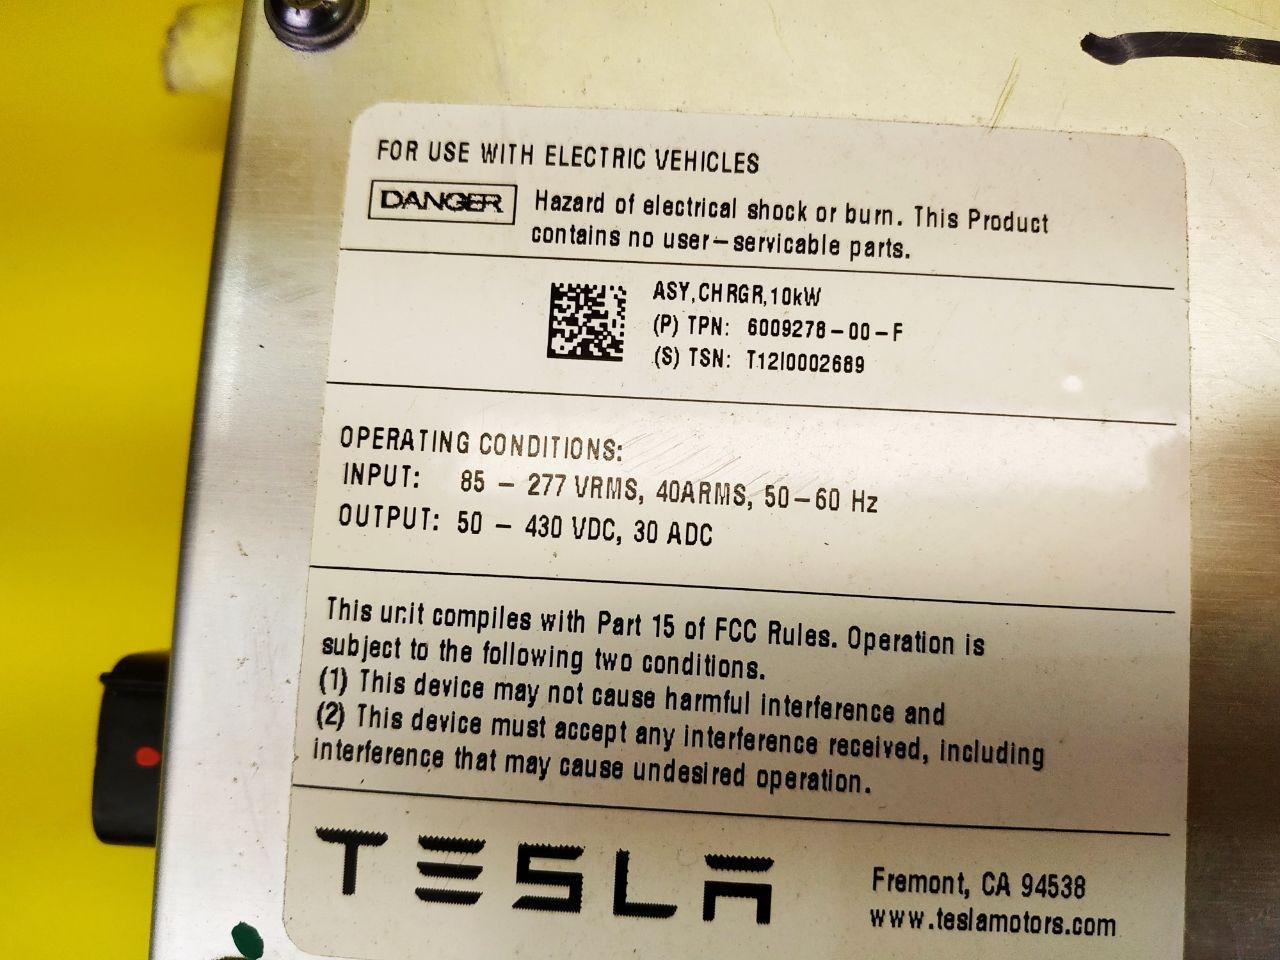 FOR USE WITH ELECTRIC VEHICLES
DANGER
Hazard of electrical shock or burn. This Product
contains no user-servicable parts.
ASY,CHRGR,10kW
(P) TPN: 6009278-00-F
(S) TSN: T12I0002689
OPERATING CONDITIONS:
INPUT: 85 - 277 VRMS, 40ARMS, 50-60 Hz
OUTPUT: 50 - 430 VDC, 30 ADC
This unit compiles with Part 15 of FCC Rules. Operation is
subject to the following two conditions.
(1) This device may not cause harmful interference and
(2) This device must accept any interference received, including
interference that may cause undesired operation.
TESLA
Fremont, CA 94538
www.teslamotors.com